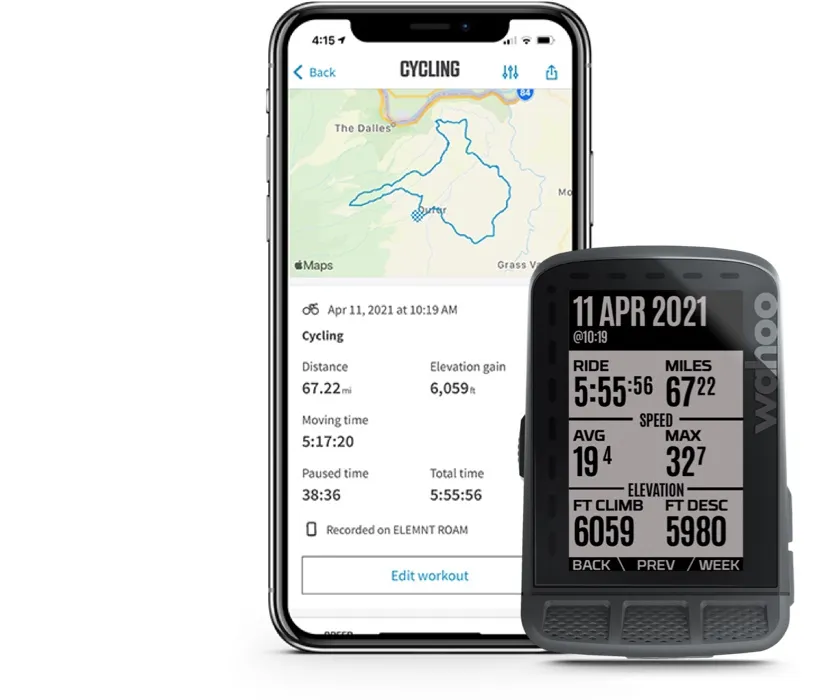 4:15
Back
CYCLING
84
The Dalles
Dufur
Mo
Maps
Grass Va
Apr 11, 2021 at 10:19 AM
Cycling
Distance
Elevation gain
67.22 mi
6,059 ft
Moving time
5:17:20
Paused time
Total time
38:36
5:55:56
Recorded on ELEMNT ROAM
Edit workout
SPEED
wahoo
11 APR 2021
@10:19
RIDE MILES
5:55:56 67 22
SPEED
AVG MAX
19 4 32 7
ELEVATION
FT CLIMB FT DESC
6059 5980
BACK \ PREV / WEEK